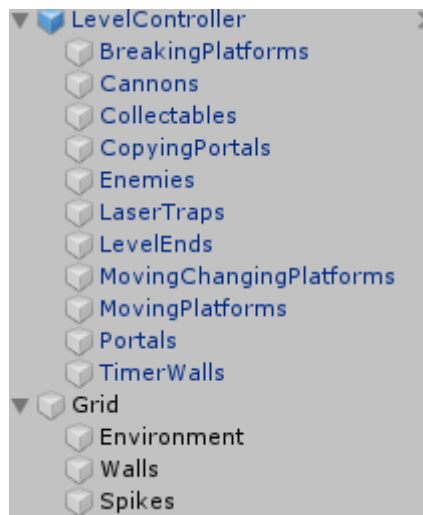 LevelController
BreakingPlatforms
Cannons
Collectables
CopyingPortals
Enemies
LaserTraps
LevelEnds
MovingChangingPlatforms
MovingPlatforms
Portals
TimerWalls
Grid
Environment
Walls
Spikes